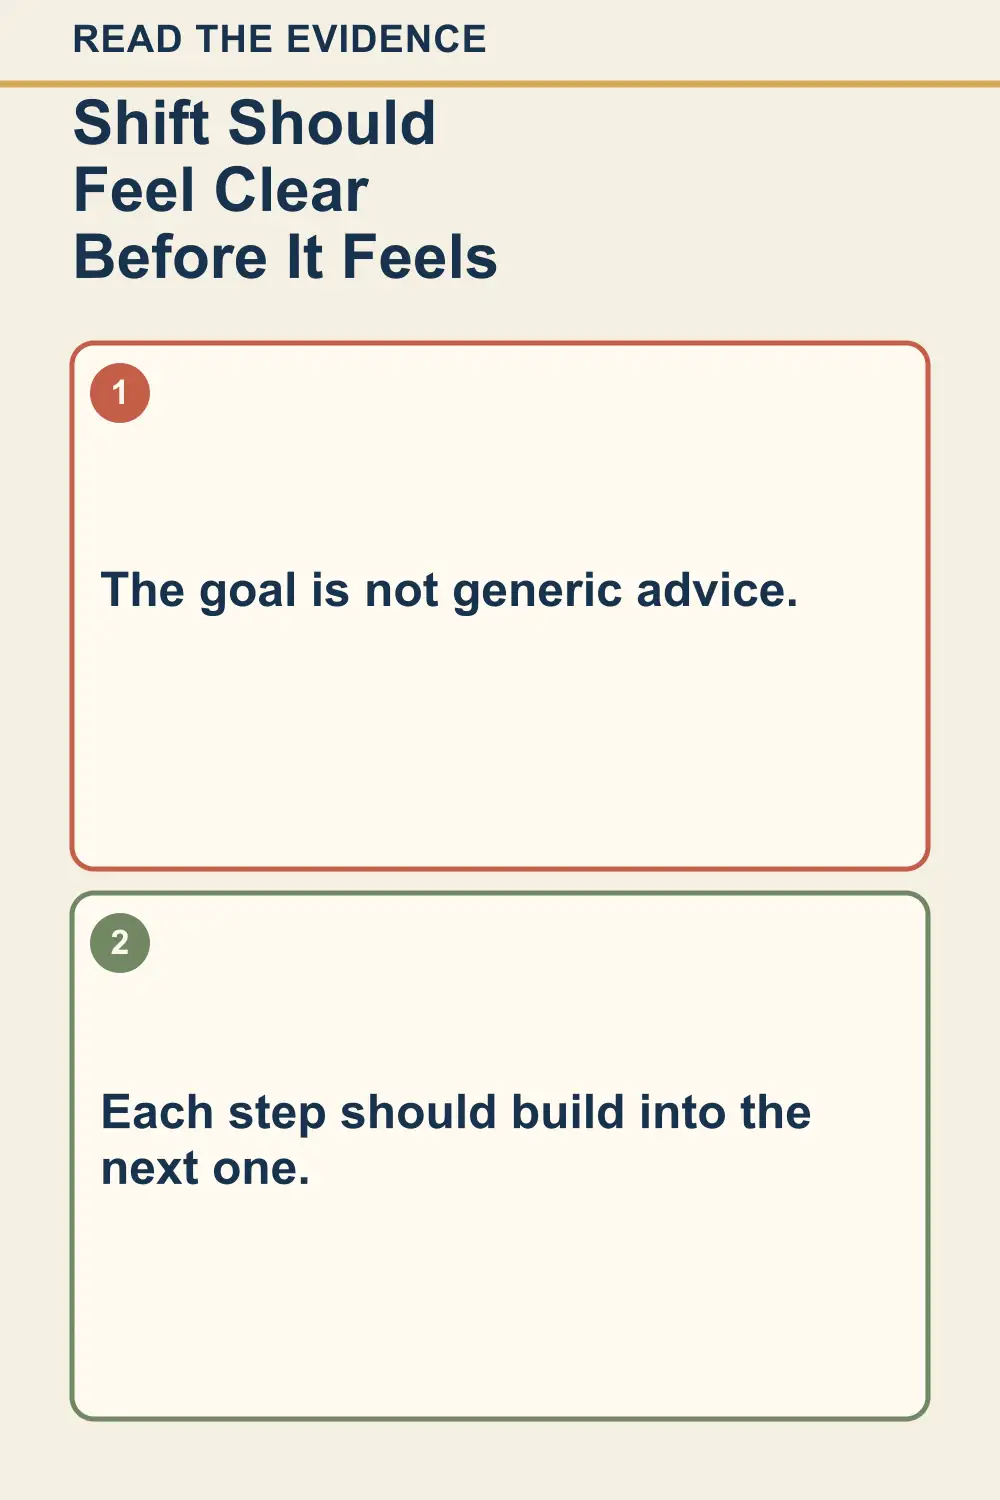 READ THE EVIDENCE
Shift Should
Feel Clear
Before It Feels
1
The goal is not generic advice.
2
Each step should build into the
next one.